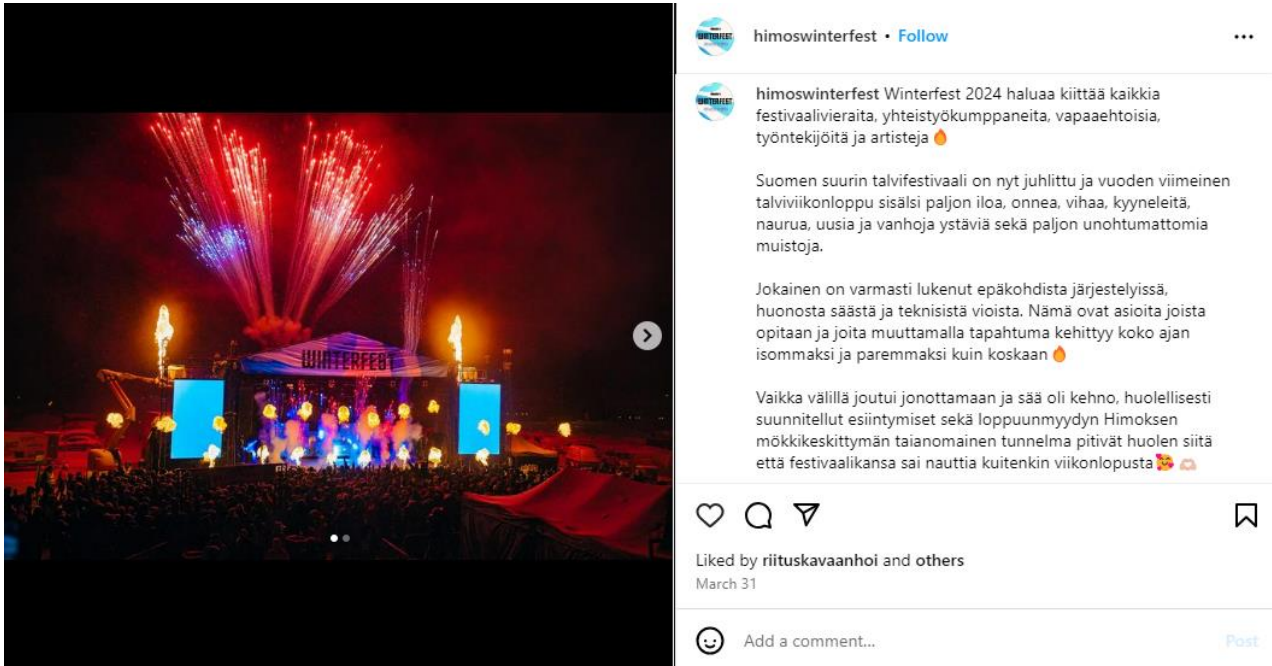 WINTERFEST
himoswinterfest • Follow
himoswinterfest Winterfest 2024 haluaa kiittää kaikkia
festivaalivieraita, yhteistyökumppaneita, vapaaehtoisia,
työntekijöitä ja artisteja 🔥
Suomen suurin talvifestivaali on nyt juhlittu ja vuoden viimeinen
talviviikonloppu sisälsi paljon iloa, onnea, vihaa, kyyneleitä,
naurua, uusia ja vanhoja ystäviä sekä paljon unohtumattomia
muistoja.
Jokainen on varmasti lukenut epäkohdista järjestelyissä,
huonosta säästä ja teknisistä vioista. Nämä ovat asioita joista
opitaan ja joita muuttamalla tapahtuma kehittyy koko ajan
isommaksi ja paremmaksi kuin koskaan 🔥
Vaikka välillä joutui jonottamaan ja sää oli kehno, huolellisesti
suunnitellut esiintymiset sekä loppuunmyydyn Himoksen
mökkikeskittymän taianomainen tunnelma pitivät huolen siitä
että festivaalikansa sai nauttia kuitenkin viikonlopusta🥰 🫶🏻
Liked by riituskavaanhoi and others
March 31
Add a comment...
Post